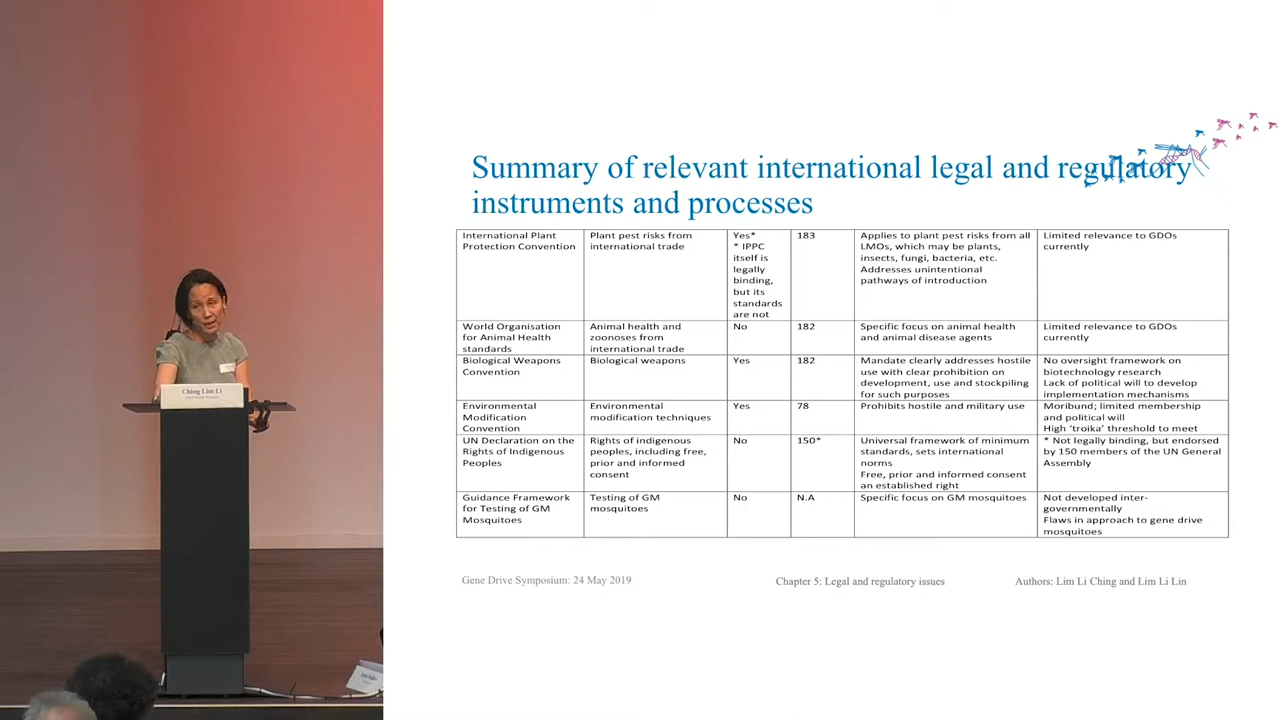 Summary of relevant international legal and regulatory
instruments and processes
International Plant
Protection Convention
Plant pest risks from
international trade
Yes*
* IPPC
itself is
legally
binding,
but its
standards
are not
183
Applies to plant pest risks from all
LMOs, which may be plants,
insects, fungi, bacteria, etc.
Addresses unintentional
pathways of introduction
Limited relevance to GDOs
currently
World Organisation
for Animal Health
standards
Animal health and
zoonoses from
international trade
No
182
Specific focus on animal health
and animal disease agents
Limited relevance to GDOs
currently
Biological Weapons
Convention
Biological weapons
Yes
182
Mandate clearly addresses hostile
use with clear prohibition on
development, use and stockpiling
for such purposes
No oversight framework on
biotechnology research
Lack of political will to develop
implementation mechanisms
Environmental
Modification
Convention
Environmental
modification techniques
Yes
78
Prohibits hostile and military use
Moribund; limited membership
and political will
High ‘troika’ threshold to meet
UN Declaration on the
Rights of Indigenous
Peoples
Rights of indigenous
peoples, including free,
prior and informed
consent
No
150*
Universal framework of minimum
standards, sets international
norms
Free, prior and informed consent
an established right
* Not legally binding, but endorsed
by 150 members of the UN General
Assembly
Guidance Framework
for Testing of GM
Mosquitoes
Testing of GM
mosquitoes
No
N.A
Specific focus on GM mosquitoes
Not developed inter-
governmentally
Flaws in approach to gene drive
mosquitoes
Gene Drive Symposium: 24 May 2019
Chapter 5: Legal and regulatory issues
Authors: Lim Li Ching and Lim Li Lin
Ching Lim Li